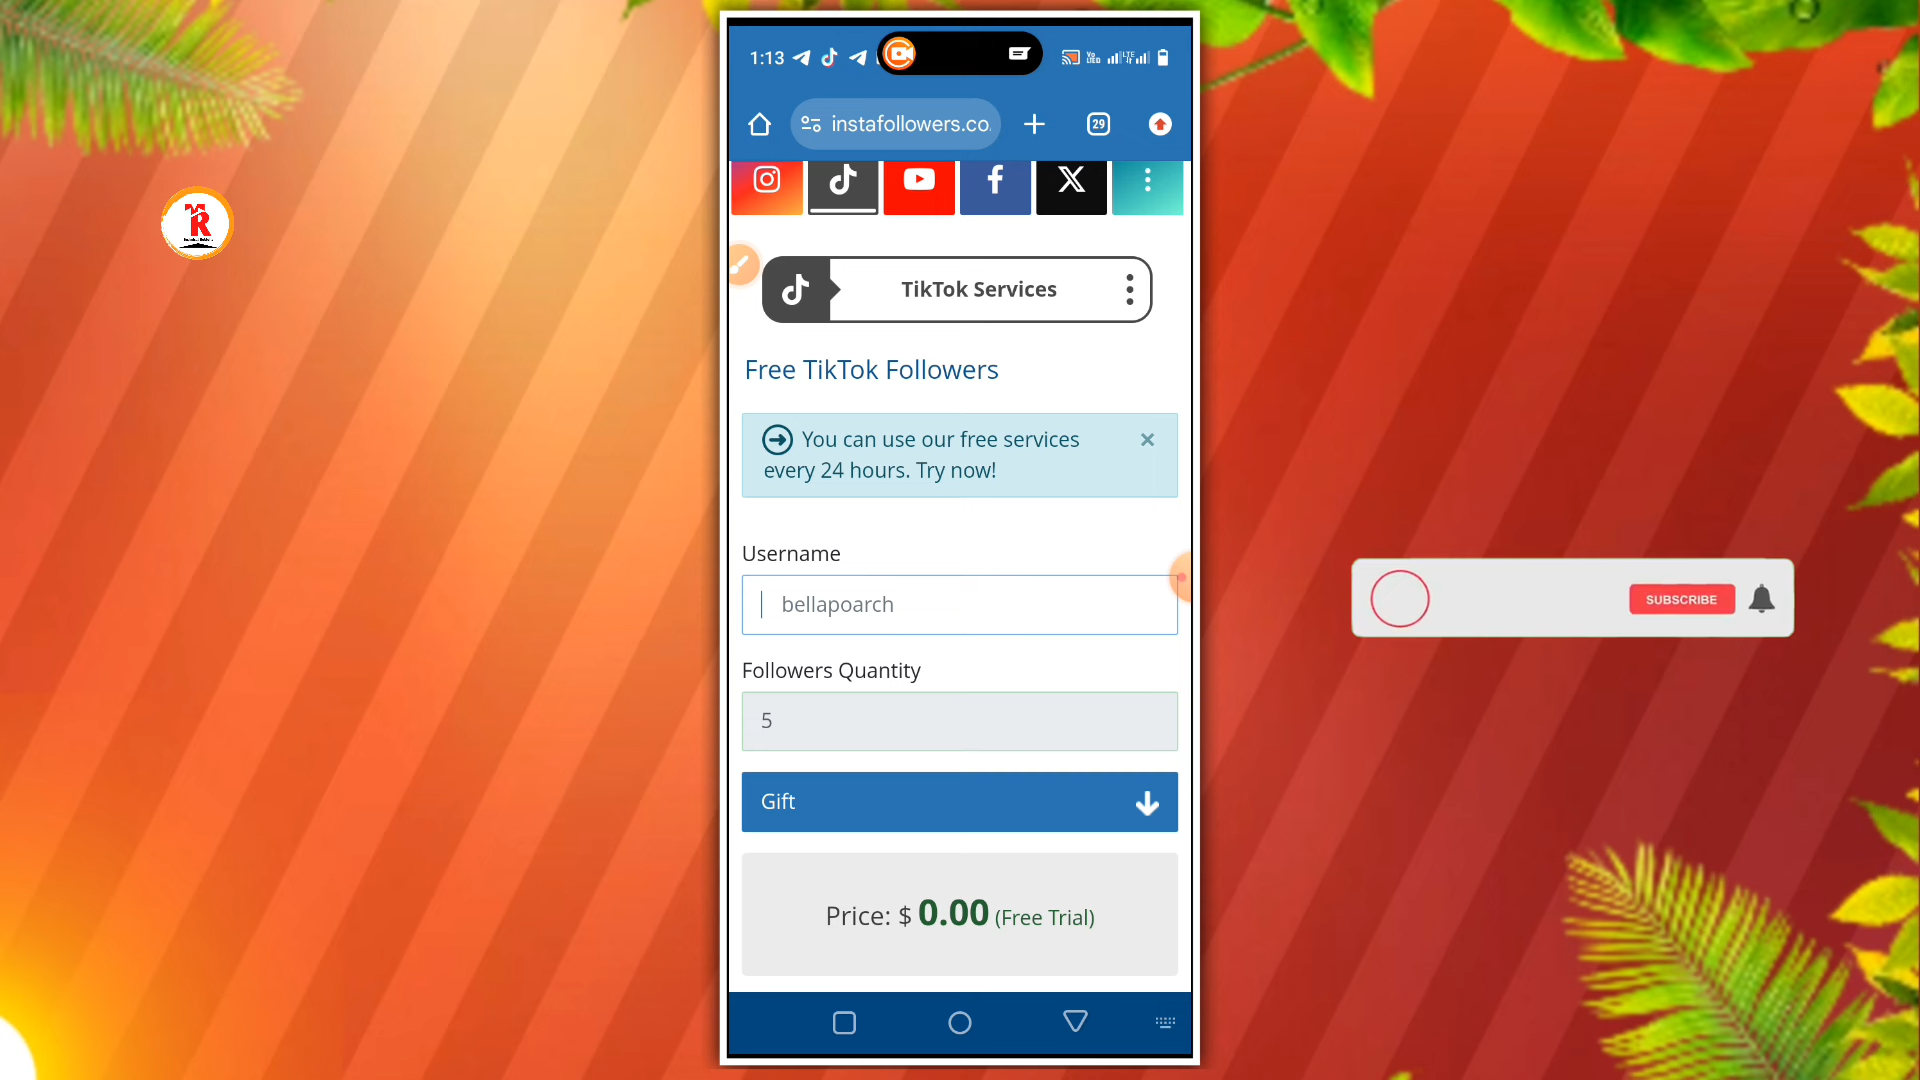 1:13
instafollowers.co.
29
TikTok Services
Free TikTok Followers
You can use our free services
every 24 hours. Try now!
Username
bellapoarch
Followers Quantity
5
Gift
Price: $ 0.00 (Free Trial)
SUBSCRIBE